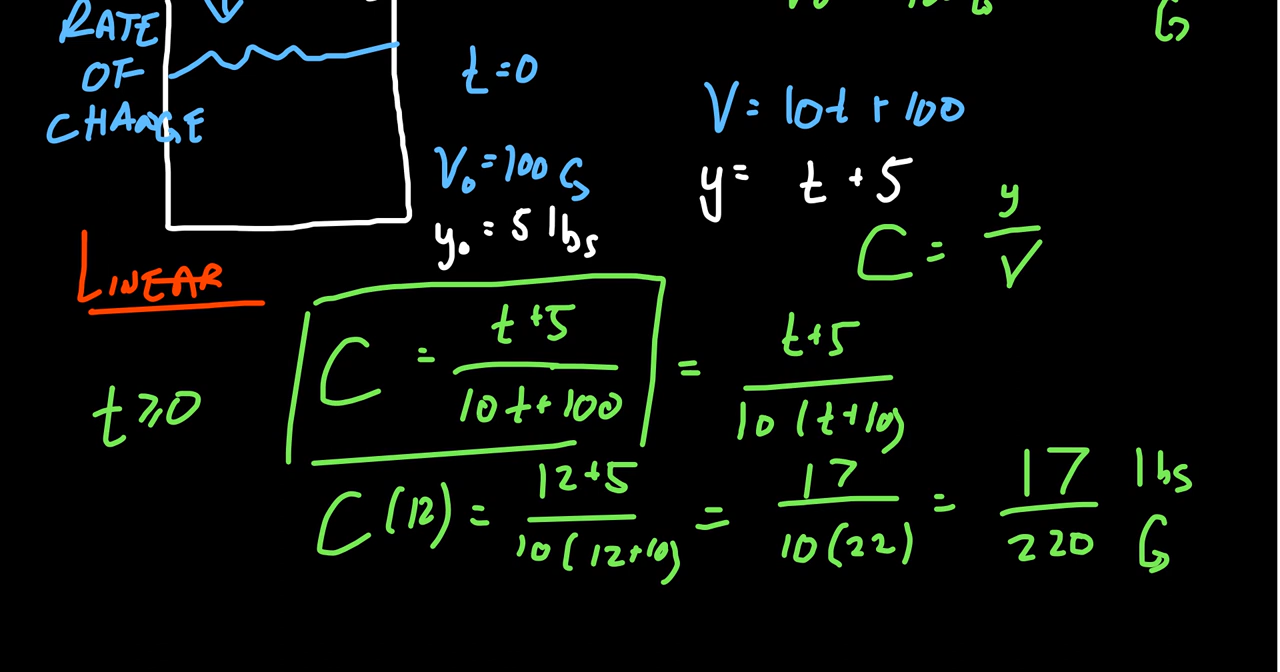 RATE
OF
CHANGE
t=0
V₀=100 G
y₀ = 5 lbs
V = 10t + 100
y = t + 5
C = y/V
LINEAR
t ≥ 0
C = (t+5)/(10t+100) = (t+5)/(10(t+10))
C(12) = (12+5)/(10(12+10)) = 17/(10(22)) = 17/220 lbs/G